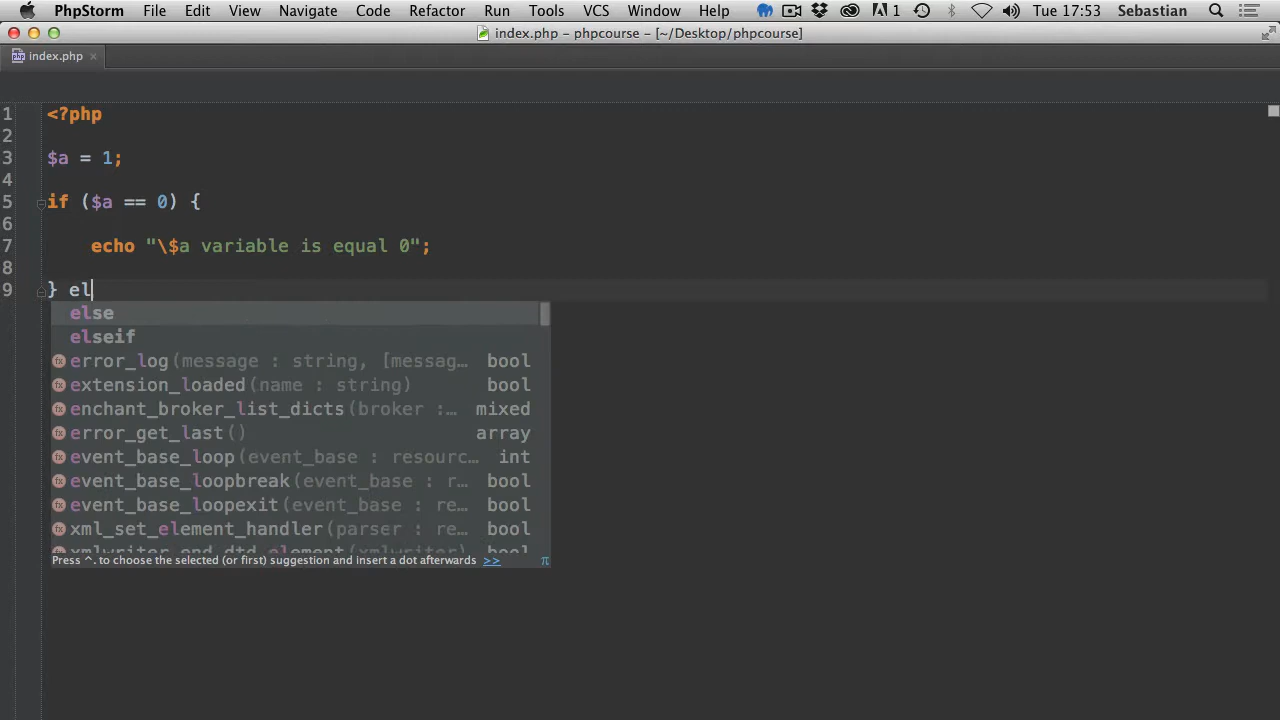 PhpStorm File Edit View Navigate Code Refactor Run Tools VCS Window Help 1 Tue 17:53 Sebastian
index.php – phpcourse – [~/Desktop/phpcourse]
index.php
1 <?php
2
3 $a = 1;
4
5 if ($a == 0) {
6
7 echo "\$a variable is equal 0";
8
9 } el
else
elseif
error_log(message : string, [messag… bool
extension_loaded(name : string) bool
enchant_broker_list_dicts(broker :… mixed
error_get_last() array
event_base_loop(event_base : resourc… int
event_base_loopbreak(event_base : r… bool
event_base_loopexit(event_base : re… bool
xml_set_element_handler(parser : re… bool
xmlwriter_end_dtd_element(xmlwriter) bool
Press ^. to choose the selected (or first) suggestion and insert a dot afterwards >> π